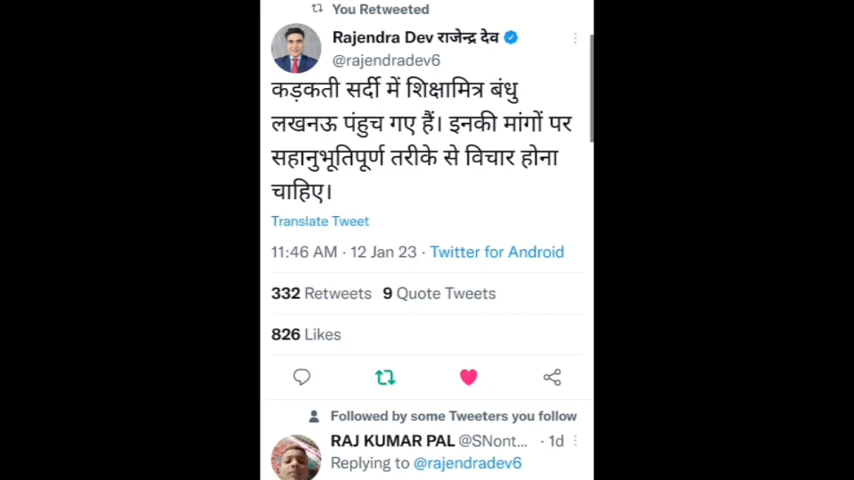 You Retweeted
Rajendra Dev राजेन्द्र देव
@rajendradev6
कड़कती सर्दी में शिक्षामित्र बंधु
लखनऊ पंहुच गए हैं। इनकी मांगों पर
सहानुभूतिपूर्ण तरीके से विचार होना
चाहिए।
Translate Tweet
11:46 AM · 12 Jan 23 · Twitter for Android
332 Retweets 9 Quote Tweets
826 Likes
Followed by some Tweeters you follow
RAJ KUMAR PAL @SNont... · 1d
Replying to @rajendradev6